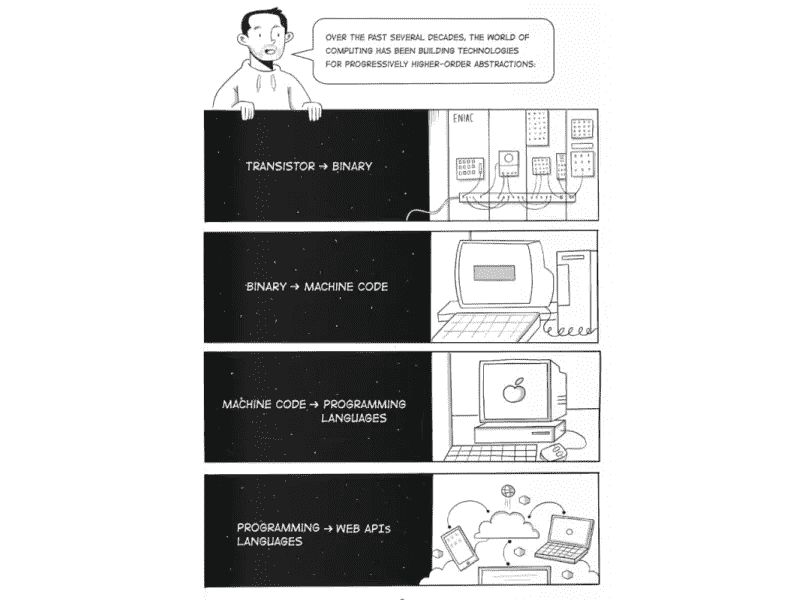 OVER THE PAST SEVERAL DECADES, THE WORLD OF
COMPUTING HAS BEEN BUILDING TECHNOLOGIES
FOR PROGRESSIVELY HIGHER-ORDER ABSTRACTIONS:
ENIAC
TRANSISTOR → BINARY
BINARY → MACHINE CODE
MACHINE CODE → PROGRAMMING
LANGUAGES
PROGRAMMING → WEB APIs
LANGUAGES